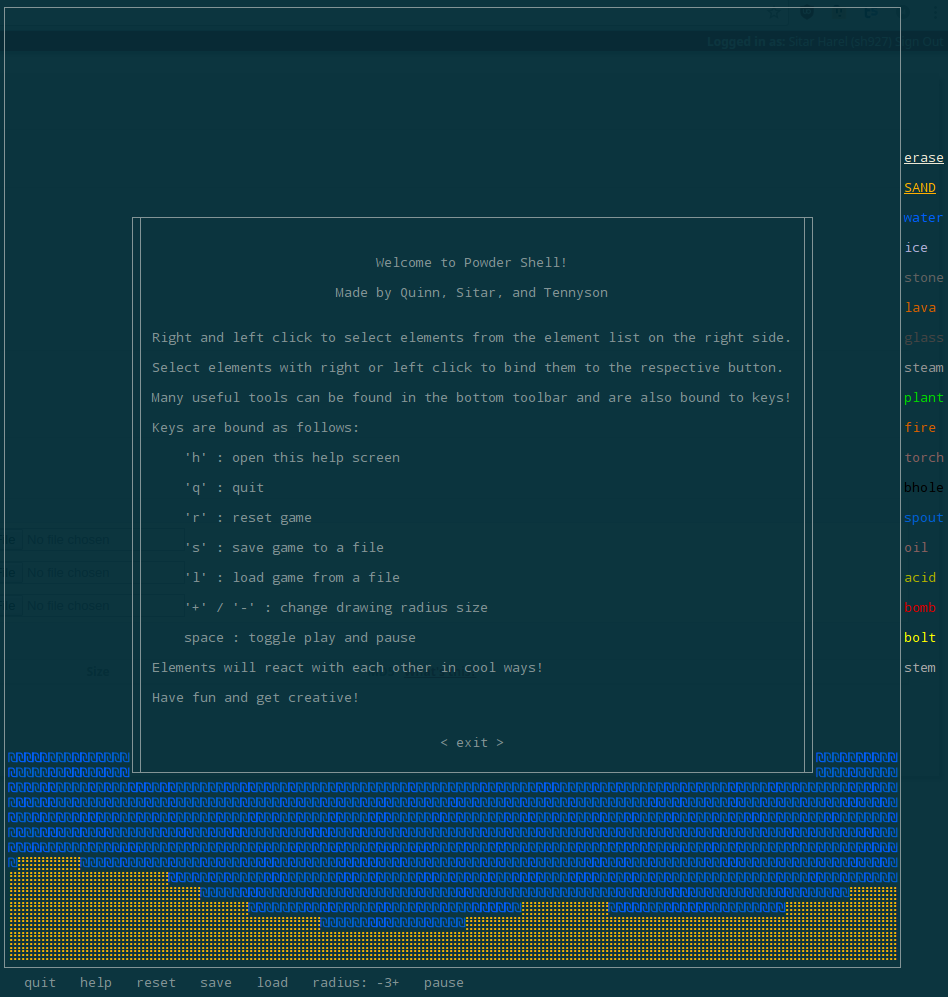 Logged in as: Sitar Harel (sn927) Sign Out
erase
SAND
water
ice
stone
lava
glass
steam
plant
fire
torch
bhole
spout
oil
acid
bomb
bolt
stem
Welcome to Powder Shell!
Made by Quinn, Sitar, and Tennyson
Right and left click to select elements from the element list on the right side.
Select elements with right or left click to bind them to the respective button.
Many useful tools can be found in the bottom toolbar and are also bound to keys!
Keys are bound as follows:
'h' : open this help screen
'q' : quit
'r' : reset game
's' : save game to a file
'l' : load game from a file
'+' / '-' : change drawing radius size
space : toggle play and pause
Elements will react with each other in cool ways!
Have fun and get creative!
< exit >
No file chosen
No file chosen
No file chosen
Size
quit help reset save load radius: -3+ pause